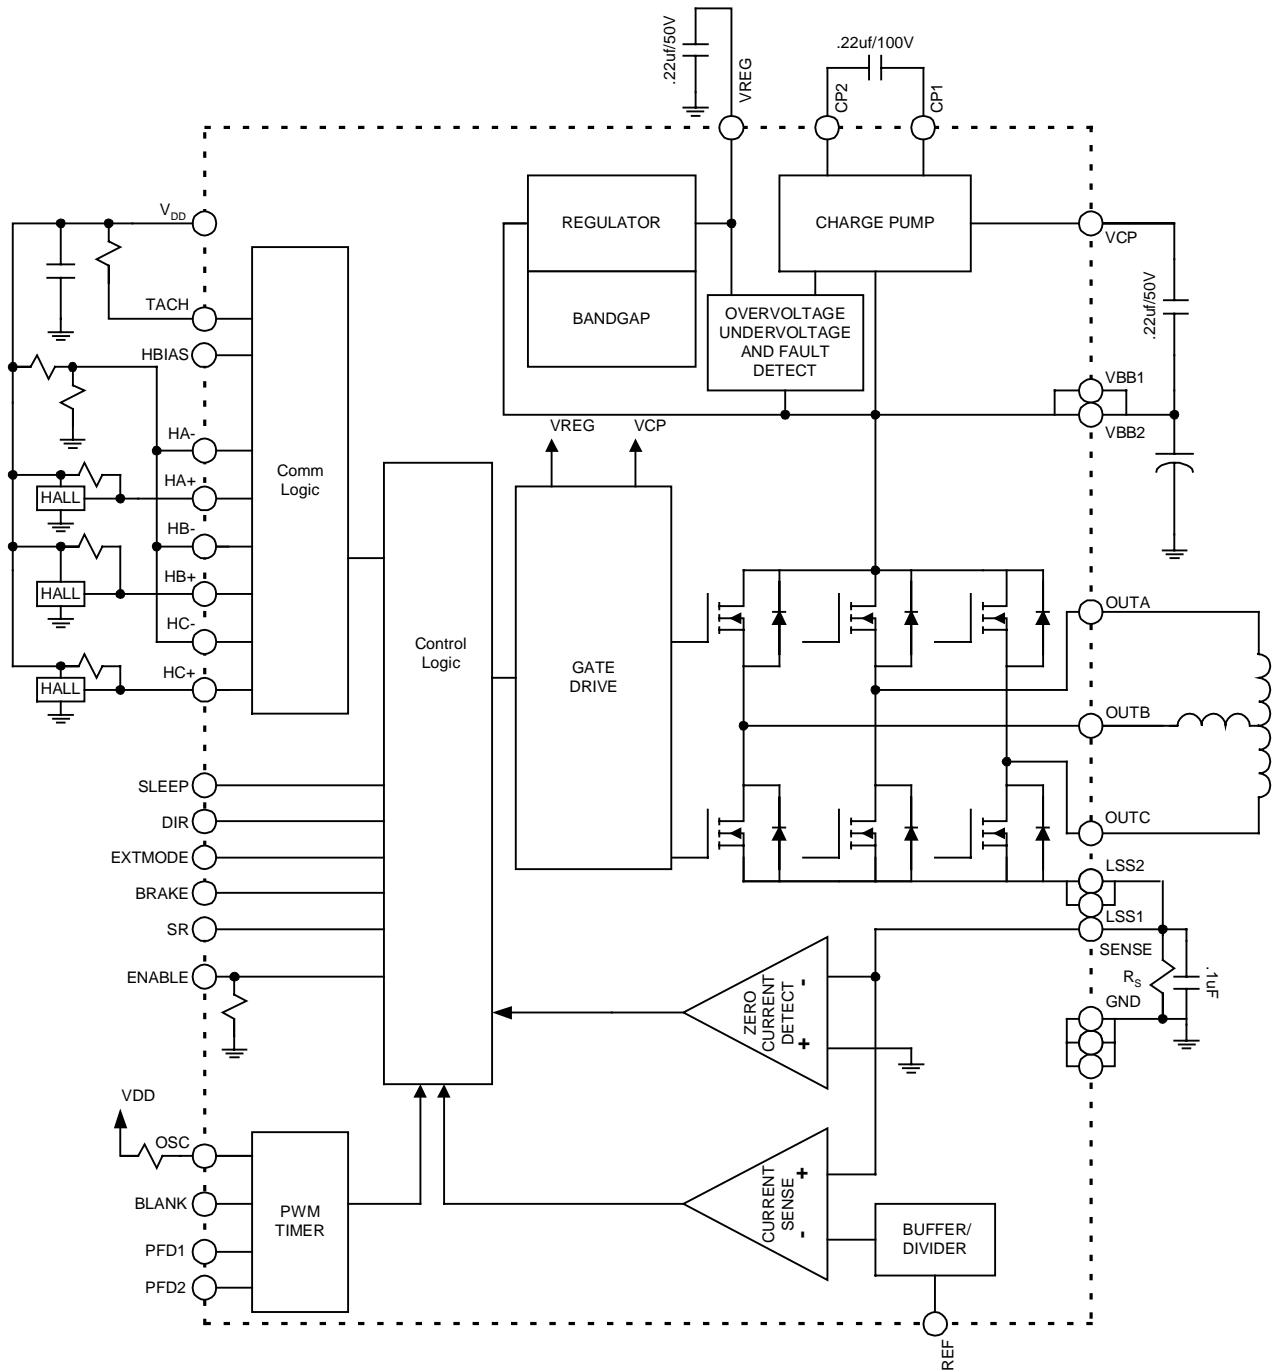 .22uf/50V
VREG
.22uf/100V
CP2
CP1
VDD
REGULATOR
CHARGE PUMP
VCP
.22uf/50V
TACH
BANDGAP
OVERVOLTAGE
UNDERVOLTAGE
AND FAULT
DETECT
HBIAS
VBB1
VBB2
HA-
VREG
VCP
Comm
Logic
HALL
HA+
HB-
HALL
HB+
OUTA
HC-
Control
Logic
GATE
DRIVE
HC+
HALL
OUTB
SLEEP
DIR
OUTC
EXTMODE
LSS2
BRAKE
LSS1
SR
SENSE
ENABLE
ZERO
CURRENT
DETECT
-
+
RS
.1uF
GND
VDD
OSC
BLANK
PWM
TIMER
CURRENT
SENSE
+
-
BUFFER/
DIVIDER
PFD1
PFD2
REF